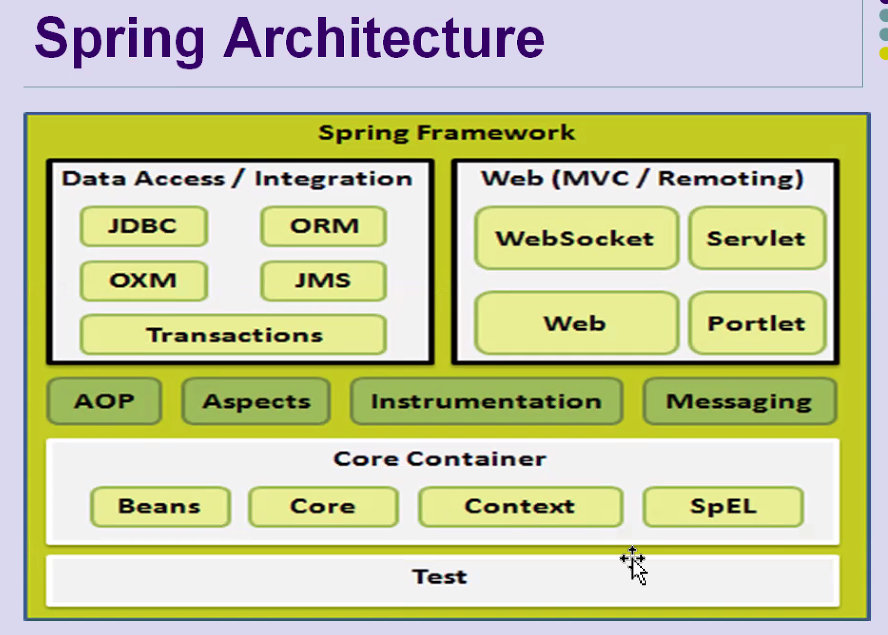 Spring Architecture
Spring Framework
Data Access / Integration
JDBC
ORM
OXM
JMS
Transactions
Web (MVC / Remoting)
WebSocket
Servlet
Web
Portlet
AOP
Aspects
Instrumentation
Messaging
Core Container
Beans
Core
Context
SpEL
Test